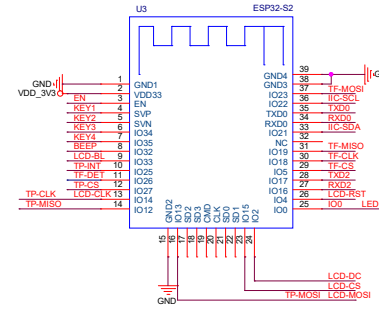 U3 ESP32-S2
GND 1 GND1
VDD_3V3 2 VDD33
EN 3 EN
KEY1 4 SVP
KEY2 5 SVN
KEY3 6 IO34
KEY4 7 IO35
BEEP 8 IO32
LCD-BL 9 IO33
TP-INT 10 IO25
TF-DET 11 IO26
TP-CS 12 IO27
TP-CLK LCD-CLK 13 IO14
TP-MISO 14 IO12
GND4 39
GND3 38
IO23 37 TF-MOSI
IO22 36 IIC-SCL
TXD0 35 TXD0
RXD0 34 RXD0
IO21 33 IIC-SDA
NC 32
IO19 31 TF-MISO
IO18 30 TF-CLK
IO5 29 TF-CS
IO17 28 TXD2
IO16 27 RXD2
IO4 26 LCD-RST
IO0 25 IO0 LED
GND2 IO13 SD2 SD3 CMD CLK SD0 SD1 IO15 IO2
15 16 17 18 19 20 21 22 23 24
LCD-DC
LCD-CS
TP-MOSI LCD-MOSI
GND